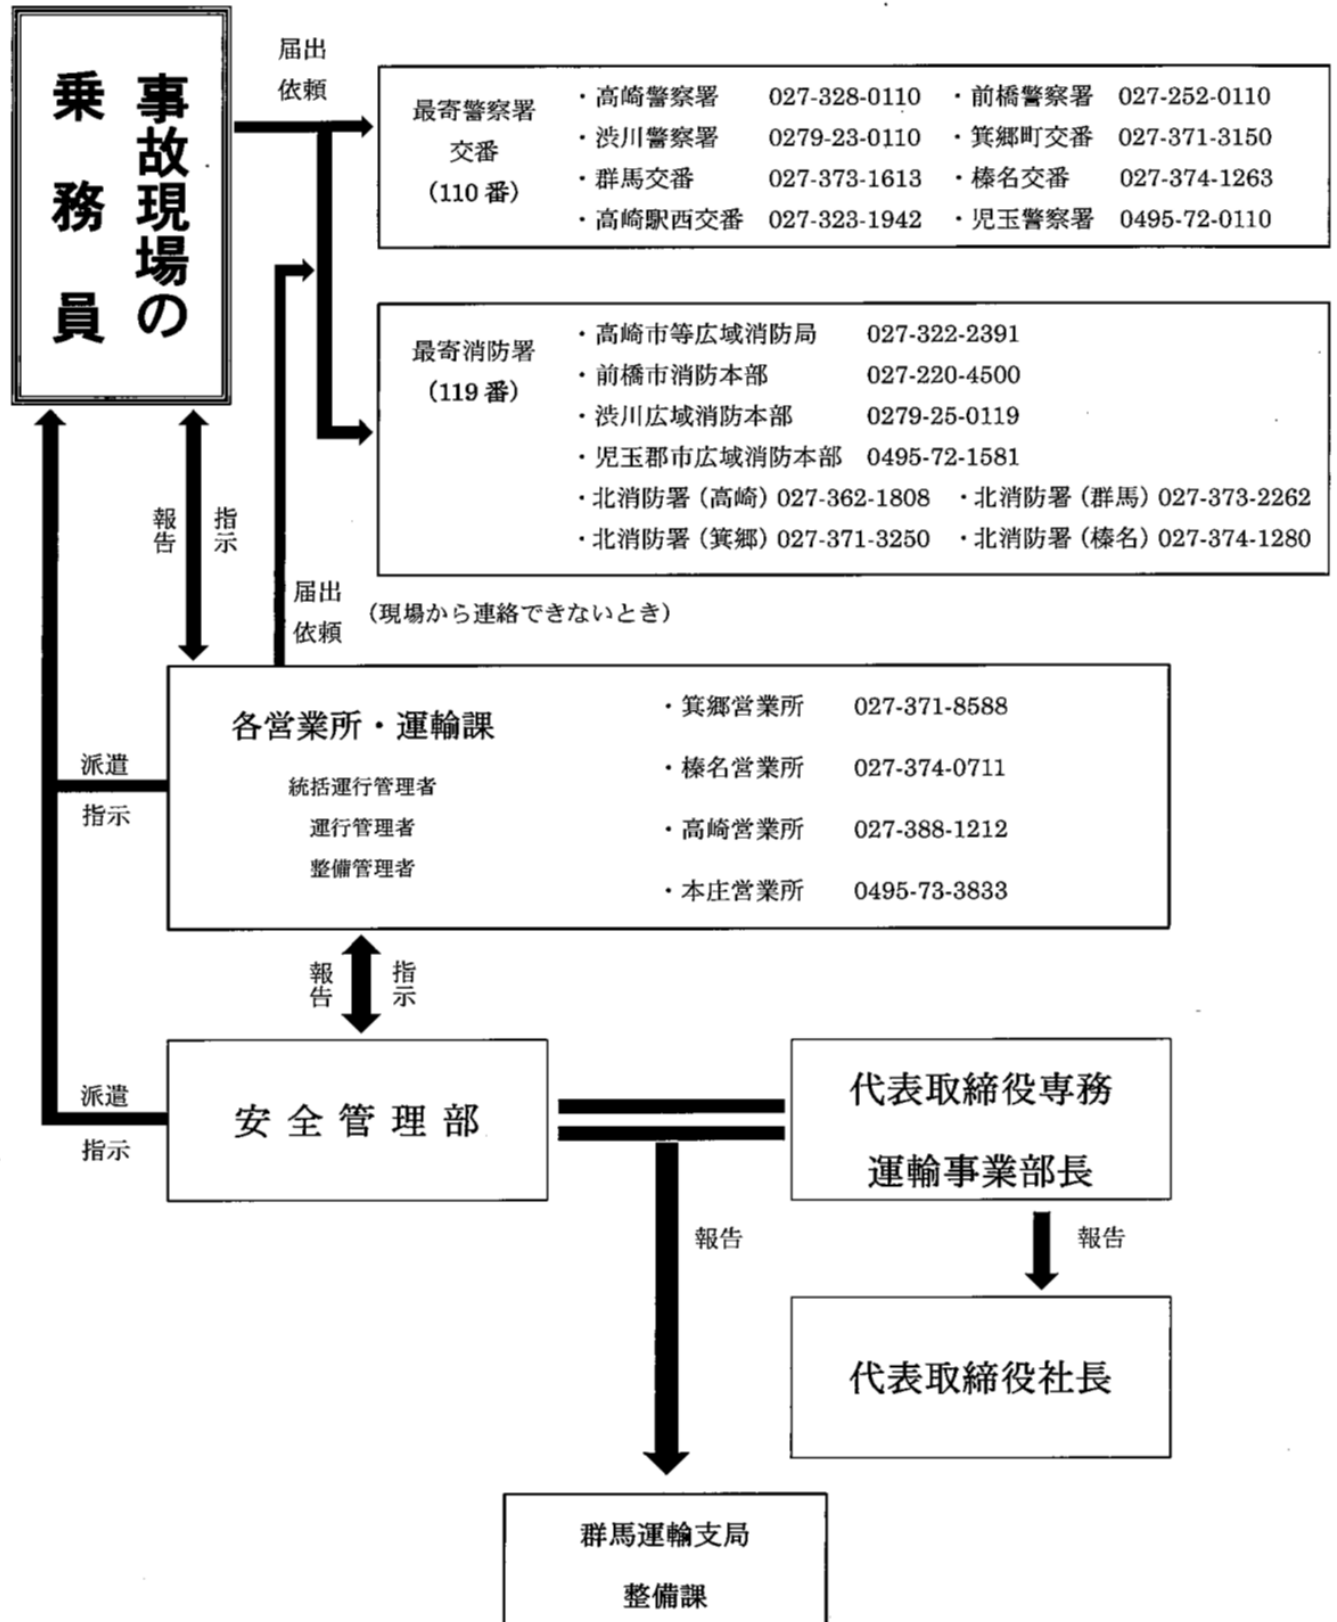 事故現場の
乗務員
届出
依頼
最寄警察署
交番
（110 番）
・高崎警察署 027-328-0110 ・前橋警察署 027-252-0110
・渋川警察署 0279-23-0110 ・箕郷町交番 027-371-3150
・群馬交番 027-373-1613 ・榛名交番 027-374-1263
・高崎駅西交番 027-323-1942 ・児玉警察署 0495-72-0110
最寄消防署
（119 番）
・高崎市等広域消防局 027-322-2391
・前橋市消防本部 027-220-4500
・渋川広域消防本部 0279-25-0119
・児玉郡市広域消防本部 0495-72-1581
・北消防署（高崎）027-362-1808 ・北消防署（群馬）027-373-2262
・北消防署（箕郷）027-371-3250 ・北消防署（榛名）027-374-1280
報告
指示
届出
依頼
（現場から連絡できないとき）
各営業所・運輸課
統括運行管理者
運行管理者
整備管理者
・箕郷営業所 027-371-8588
・榛名営業所 027-374-0711
・高崎営業所 027-388-1212
・本庄営業所 0495-73-3833
派遣
指示
報告
指示
派遣
指示
安全管理部
代表取締役専務
運輸事業部長
報告
報告
代表取締役社長
群馬運輸支局
整備課